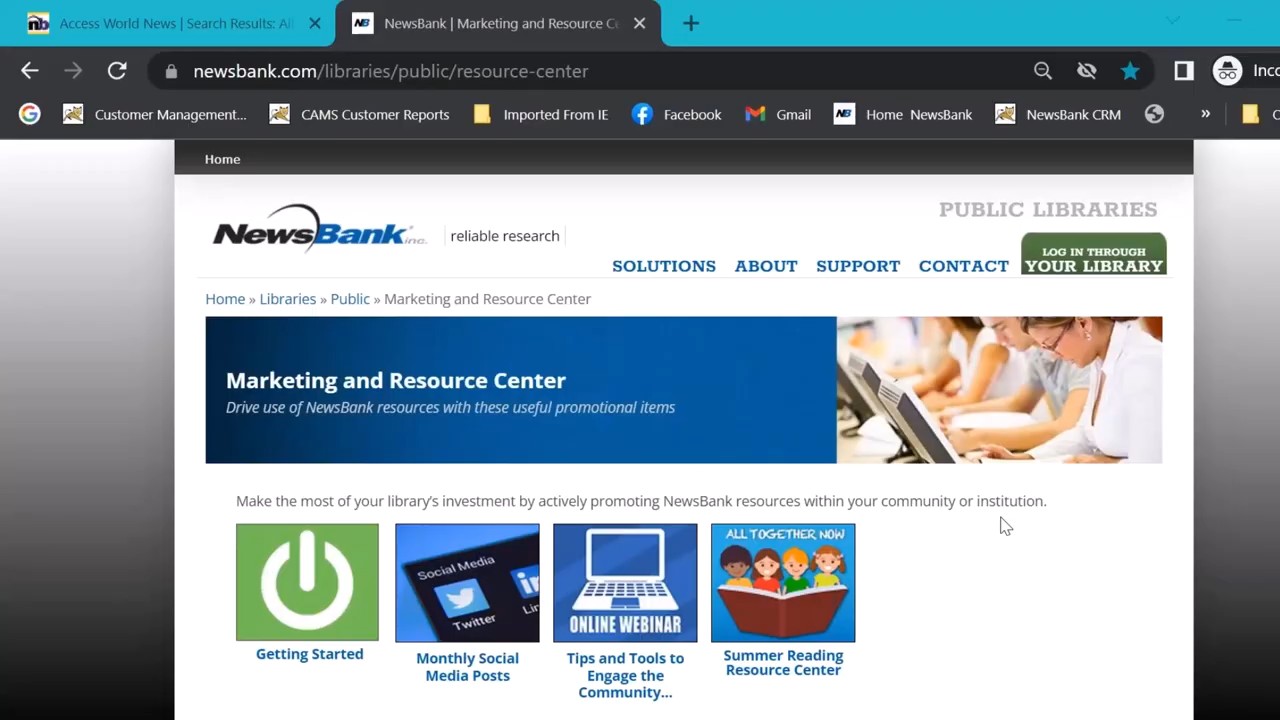 Access World News | Search Results: All
NewsBank | Marketing and Resource Ce
newsbank.com/libraries/public/resource-center
Inco
Customer Management...
CAMS Customer Reports
Imported From IE
Facebook
Gmail
Home NewsBank
NewsBank CRM
»
Home
NewsBank inc.
reliable research
PUBLIC LIBRARIES
SOLUTIONS ABOUT SUPPORT CONTACT
LOG IN THROUGH
YOUR LIBRARY
Home » Libraries » Public » Marketing and Resource Center
Marketing and Resource Center
Drive use of NewsBank resources with these useful promotional items
Make the most of your library's investment by actively promoting NewsBank resources within your community or institution.
Social Media
Twitter
ONLINE WEBINAR
ALL TOGETHER NOW
Getting Started
Monthly Social
Media Posts
Tips and Tools to
Engage the
Community...
Summer Reading
Resource Center